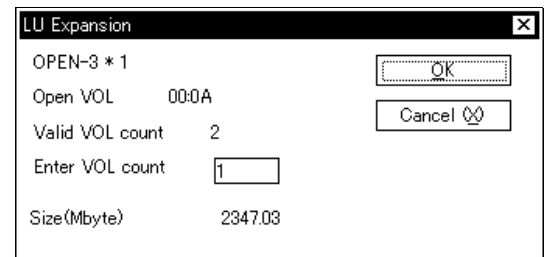 LU Expansion
OPEN-3 * 1
OK
Open VOL 00:0A
Cancel (X)
Valid VOL count 2
Enter VOL count 1
Size(Mbyte) 2347.03